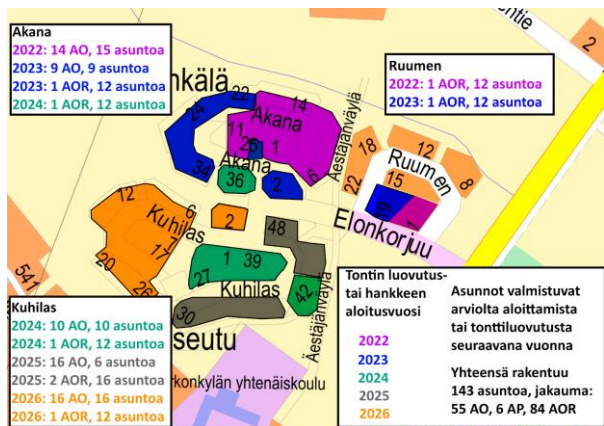 Akana
2022: 14 AO, 15 asuntoa
2023: 9 AO, 9 asuntoa
2023: 1 AOR, 12 asuntoa
2024: 1 AOR, 12 asuntoa
Ruumen
2022: 1 AOR, 12 asuntoa
2023: 1 AOR, 12 asuntoa
ntie
2
nkälä
22
14
24
Akana
11
25
1
Akana
34
36
2
6
Äestäjänväylä
18
12
Ruumen
8
15
22
19
1
Elonkorjuu
12
6
Kuhilas
7
17
2
48
20
26
1
39
27
Kuhilas
42
30
Äestäjänväylä
541
seutu
rkonkylän yhtenäiskoulu
Kuhilas
2024: 10 AO, 10 asuntoa
2024: 1 AOR, 12 asuntoa
2025: 16 AO, 6 asuntoa
2025: 2 AOR, 16 asuntoa
2026: 16 AO, 16 asuntoa
2026: 1 AOR, 12 asuntoa
Tontin luovutus-
tai hankkeen
aloitusvuosi
2022
2023
2024
2025
2026
Asunnot valmistuvat
arviolta aloittamista
tai tonttiluovutusta
seuraavana vuonna
Yhteensä rakentuu
143 asuntoa, jakauma:
55 AO, 6 AP, 84 AOR